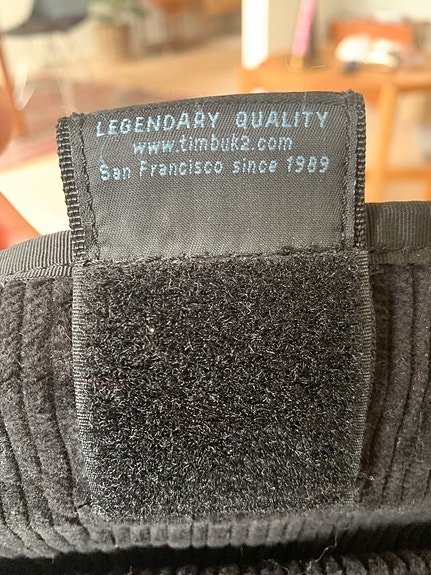 LEGENDARY QUALITY
www.timbuk2.com
San Francisco since 1989